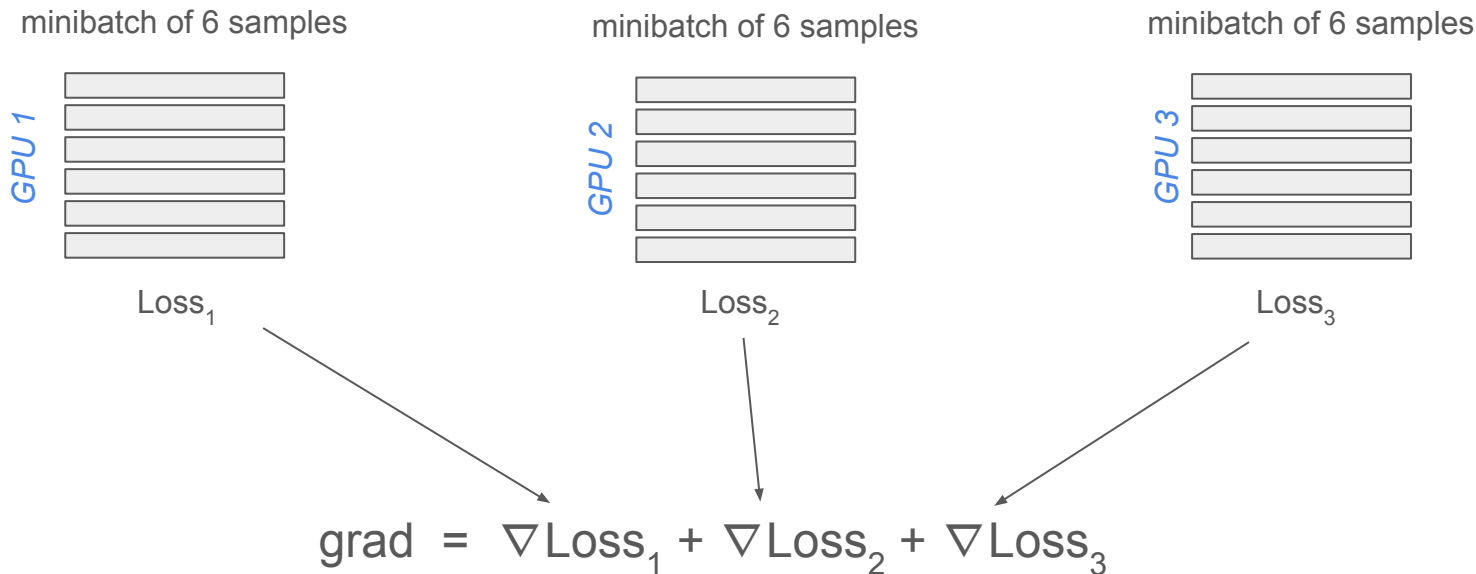 minibatch of 6 samples
minibatch of 6 samples
minibatch of 6 samples
GPU 1
GPU 2
GPU 3
Loss₁
Loss₂
Loss₃
grad = ∇Loss₁ + ∇Loss₂ + ∇Loss₃